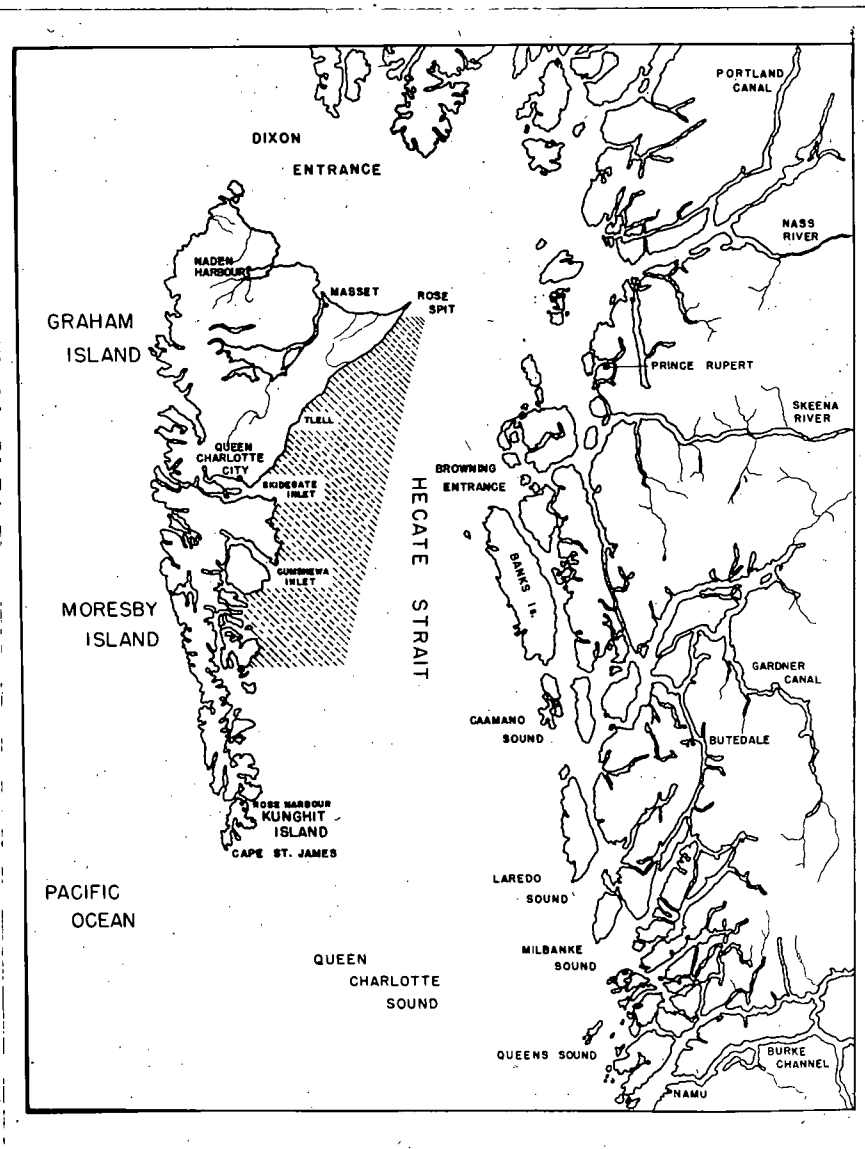 PORTLAND
CANAL
DIXON
ENTRANCE
NASS
RIVER
NADEN
HARBOUR
MASSET
ROSE
SPIT
GRAHAM
ISLAND
PRINCE RUPERT
SKEENA
RIVER
TLELL
QUEEN
CHARLOTTE
CITY
SKIDEGATE
INLET
BROWNING
ENTRANCE
HECATE STRAIT
BANKS IS.
CUMSHEWA
INLET
MORESBY
ISLAND
GARDNER
CANAL
CAAMANO
SOUND
BUTEDALE
ROSE HARBOUR
KUNGHIT
ISLAND
CAPE ST. JAMES
LAREDO
SOUND
PACIFIC
OCEAN
MILBANKE
SOUND
QUEEN
CHARLOTTE
SOUND
QUEENS SOUND
BURKE
CHANNEL
NAMU